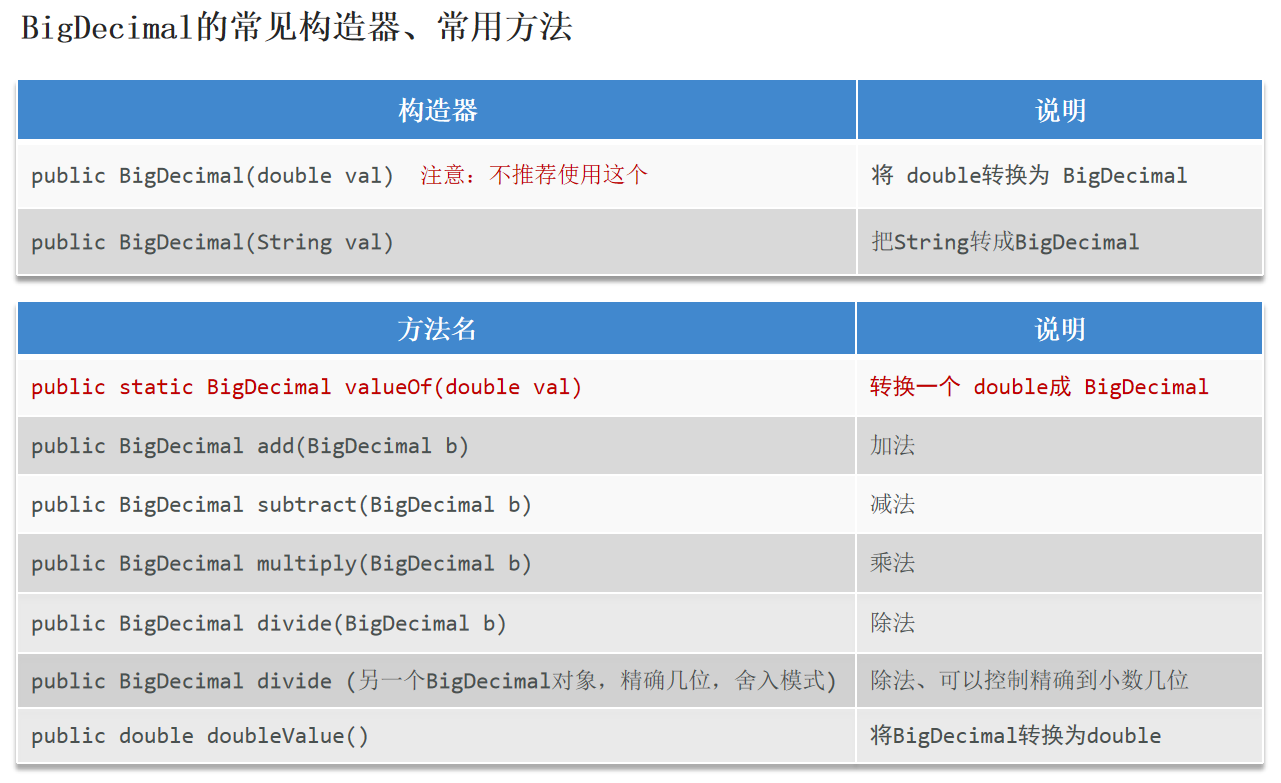 BigDecimal的常见构造器、常用方法
构造器 说明
public BigDecimal(double val) 注意：不推荐使用这个 将 double转换为 BigDecimal
public BigDecimal(String val) 把String转成BigDecimal
方法名 说明
public static BigDecimal valueOf(double val) 转换一个 double成 BigDecimal
public BigDecimal add(BigDecimal b) 加法
public BigDecimal subtract(BigDecimal b) 减法
public BigDecimal multiply(BigDecimal b) 乘法
public BigDecimal divide(BigDecimal b) 除法
public BigDecimal divide (另一个BigDecimal对象，精确几位，舍入模式) 除法、可以控制精确到小数几位
public double doubleValue() 将BigDecimal转换为double